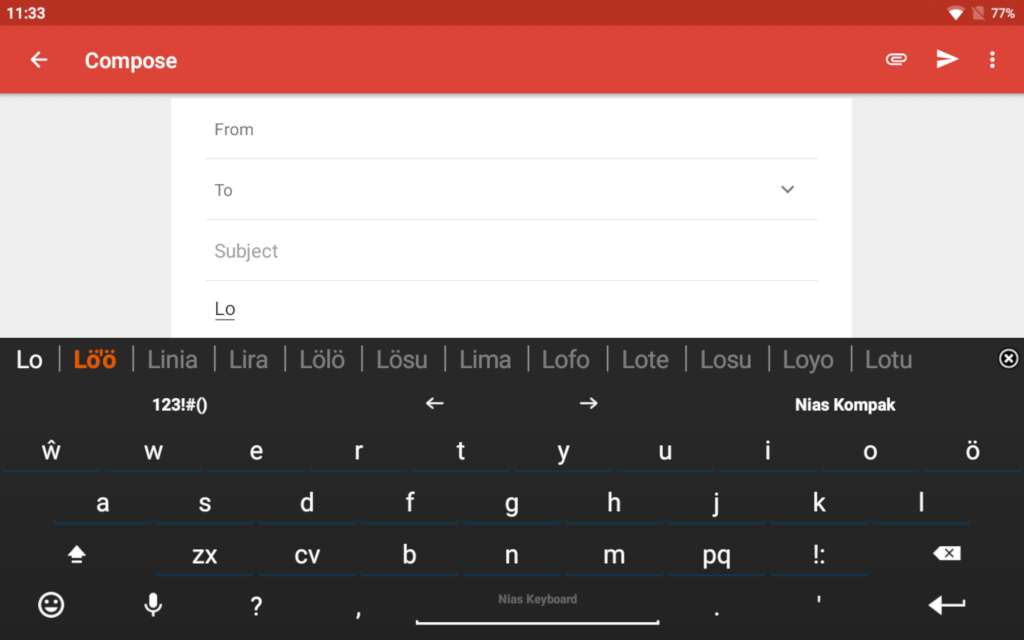 11:33 77%
Compose
From
To
Subject
Lo
Lo Lö'ö Linia Lira Lölö Lösu Lima Lofo Lote Losu Loyo Lotu
123!#() ← → Nias Kompak
ŵ w e r t y u i o ö
a s d f g h j k l
zx cv b n m pq !:
? , Nias Keyboard . '